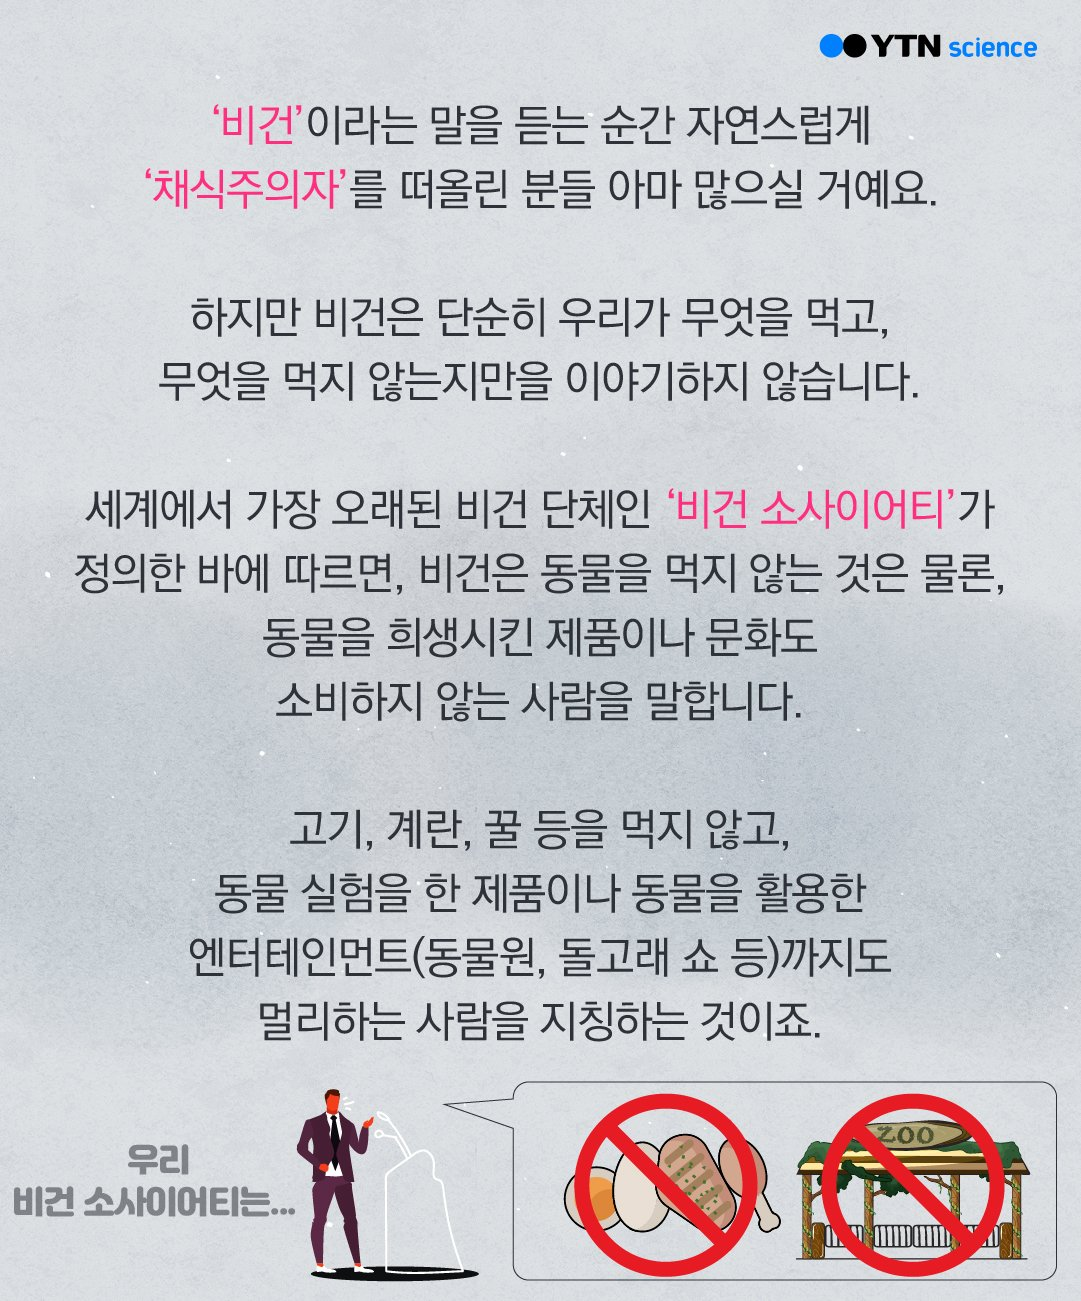 YTN science
‘비건’이라는 말을 듣는 순간 자연스럽게
‘채식주의자’를 떠올린 분들 아마 많으실 거예요.
하지만 비건은 단순히 우리가 무엇을 먹고,
무엇을 먹지 않는지만을 이야기하지 않습니다.
세계에서 가장 오래된 비건 단체인 ‘비건 소사이어티’가
정의한 바에 따르면, 비건은 동물을 먹지 않는 것은 물론,
동물을 희생시킨 제품이나 문화도
소비하지 않는 사람을 말합니다.
고기, 계란, 꿀 등을 먹지 않고,
동물 실험을 한 제품이나 동물을 활용한
엔터테인먼트(동물원, 돌고래 쇼 등)까지도
멀리하는 사람을 지칭하는 것이죠.
우리
비건 소사이어티는...
ZOO